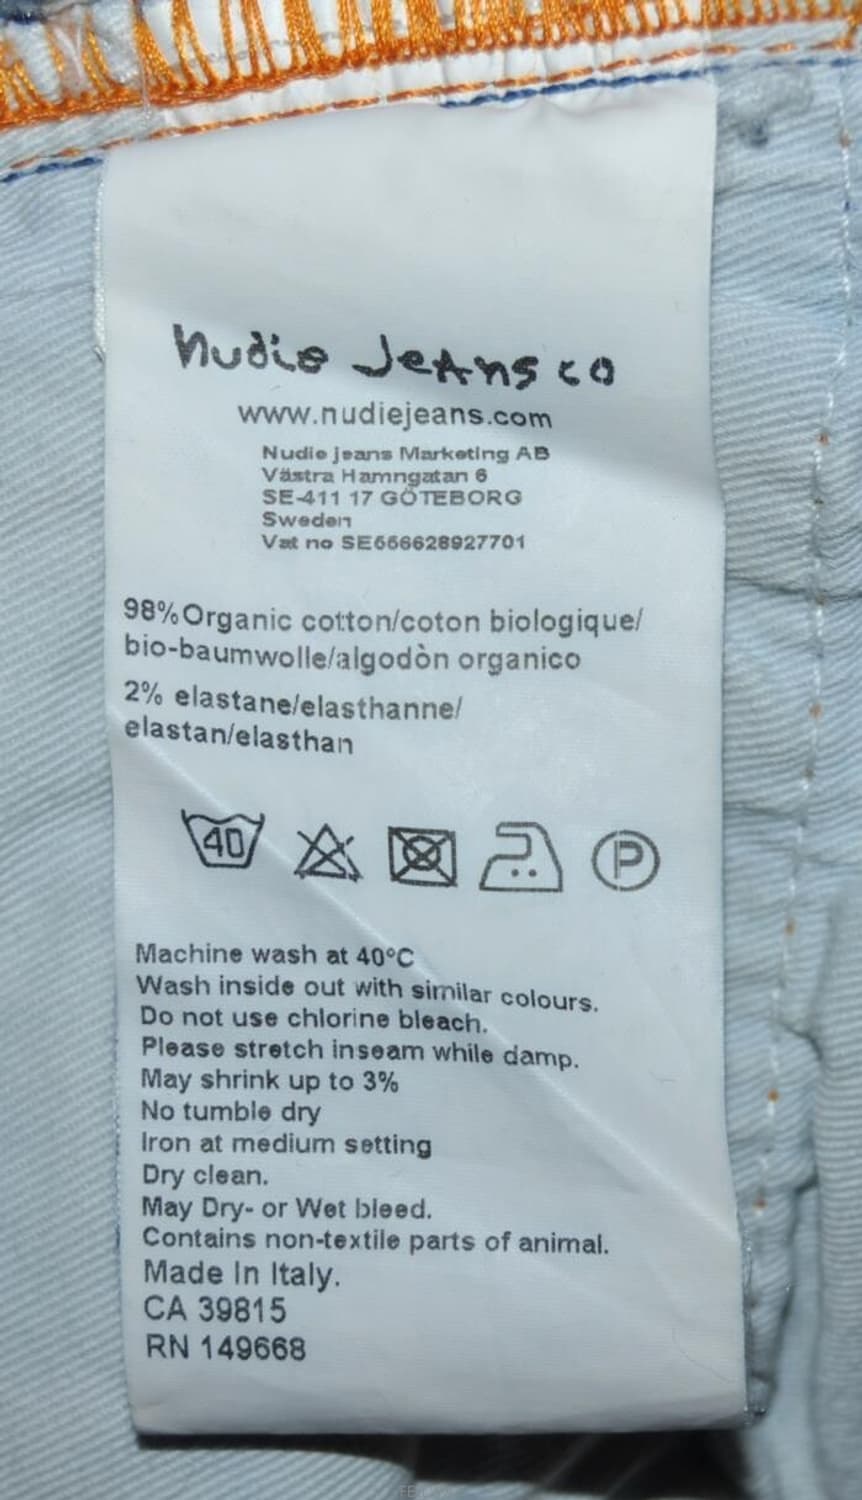 nudie Jeans co
www.nudiejeans.com
Nudie Jeans Marketing AB
Västra Hamngatan 6
SE-411 17 GÖTEBORG
Sweden
Vat no SE556628927701
98%Organic cotton/coton biologique/
bio-baumwolle/algodòn organico
2% elastane/elasthanne/
elastan/elasthan
40
P
Machine wash at 40°C
Wash inside out with similar colours.
Do not use chlorine bleach.
Please stretch inseam while damp.
May shrink up to 3%
No tumble dry
Iron at medium setting
Dry clean.
May Dry- or Wet bleed.
Contains non-textile parts of animal.
Made In Italy.
CA 39815
RN 149668